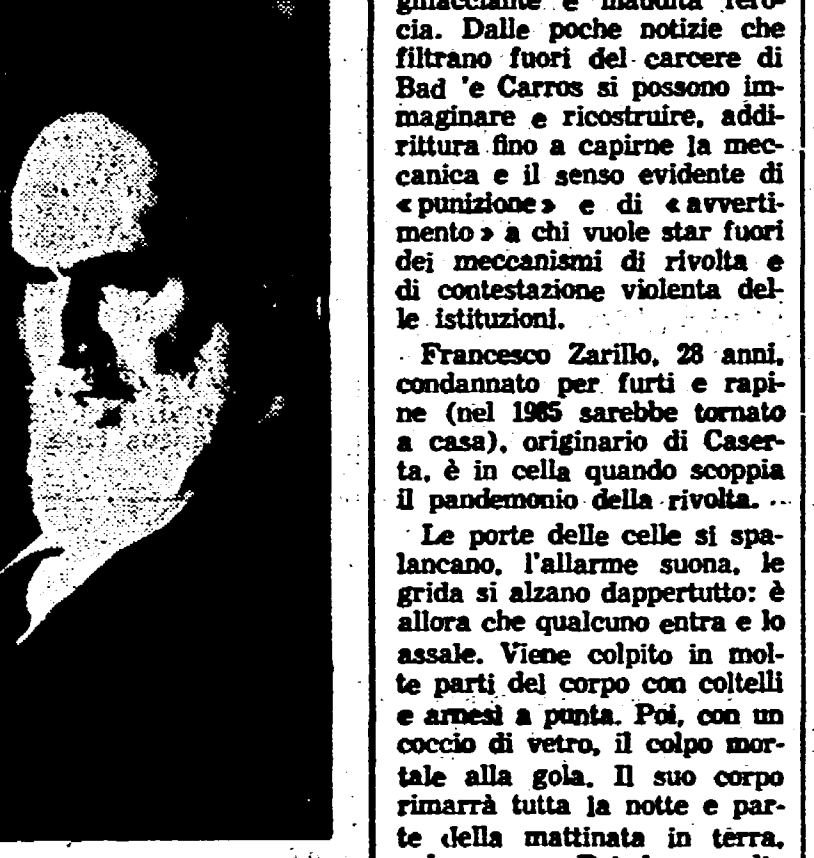 ghiacciante e inaudita fero-
cia. Dalle poche notizie che
filtrano fuori del carcere di
Bad 'e Carros si possono im-
maginare e ricostruire, addi-
rittura fino a capirne la mec-
canica e il senso evidente di
«punizione» e di «avverti-
mento» a chi vuole star fuori
dei meccanismi di rivolta e
di contestazione violenta del-
le istituzioni.
Francesco Zarillo, 28 anni,
condannato per furti e rapi-
ne (nel 1985 sarebbe tornato
a casa), originario di Caser-
ta, è in cella quando scoppia
il pandemonio della rivolta.
Le porte delle celle si spa-
lancano, l'allarme suona, le
grida si alzano dappertutto: è
allora che qualcuno entra e lo
assale. Viene colpito in mol-
te parti del corpo con coltelli
e arnesi a punta. Poi, con un
coccio di vetro, il colpo mor-
tale alla gola. Il suo corpo
rimarrà tutta la notte e par-
te della mattinata in terra,